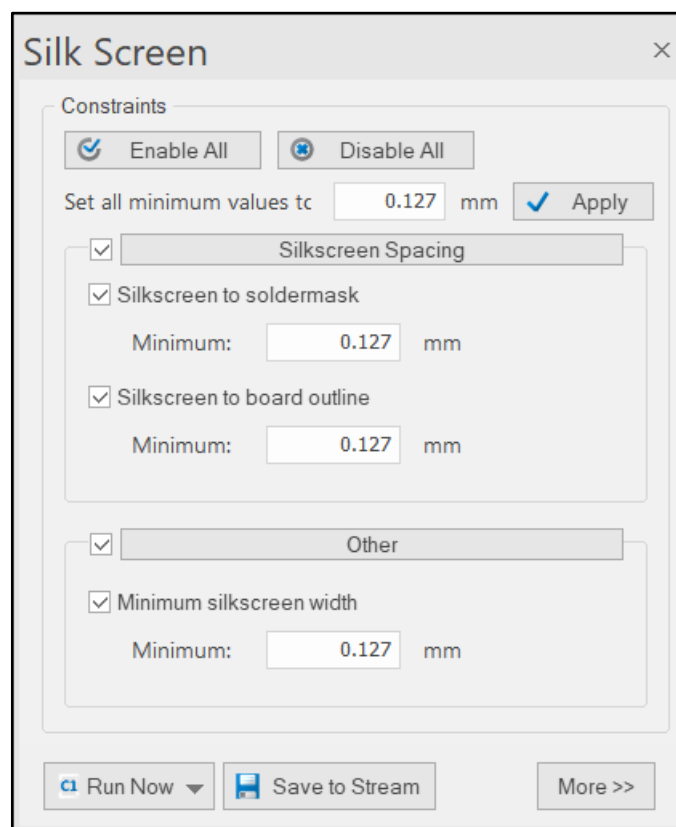 Silk Screen
Constraints
Enable All Disable All
Set all minimum values tc 0.127 mm Apply
Silkscreen Spacing
Silkscreen to soldermask
Minimum: 0.127 mm
Silkscreen to board outline
Minimum: 0.127 mm
Other
Minimum silkscreen width
Minimum: 0.127 mm
C1 Run Now Save to Stream More >>